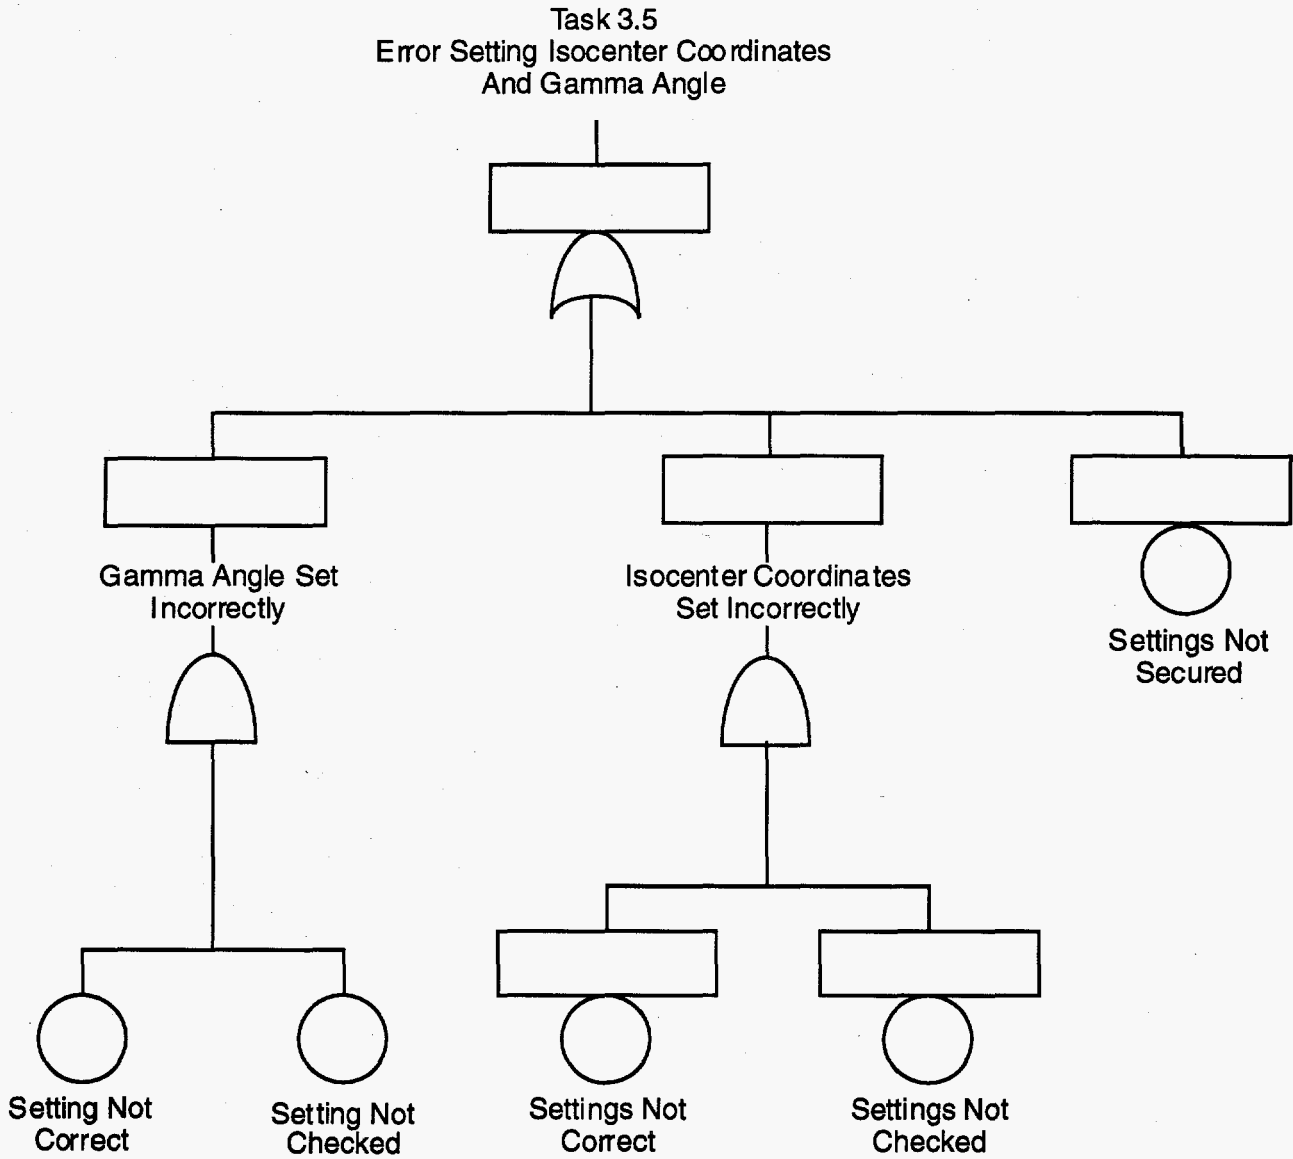 Task 3.5
Error Setting Isocenter Coordinates
And Gamma Angle
Gamma Angle Set
Incorrectly
Isocenter Coordinates
Set Incorrectly
Settings Not
Secured
Setting Not
Correct
Setting Not
Checked
Settings Not
Correct
Settings Not
Checked